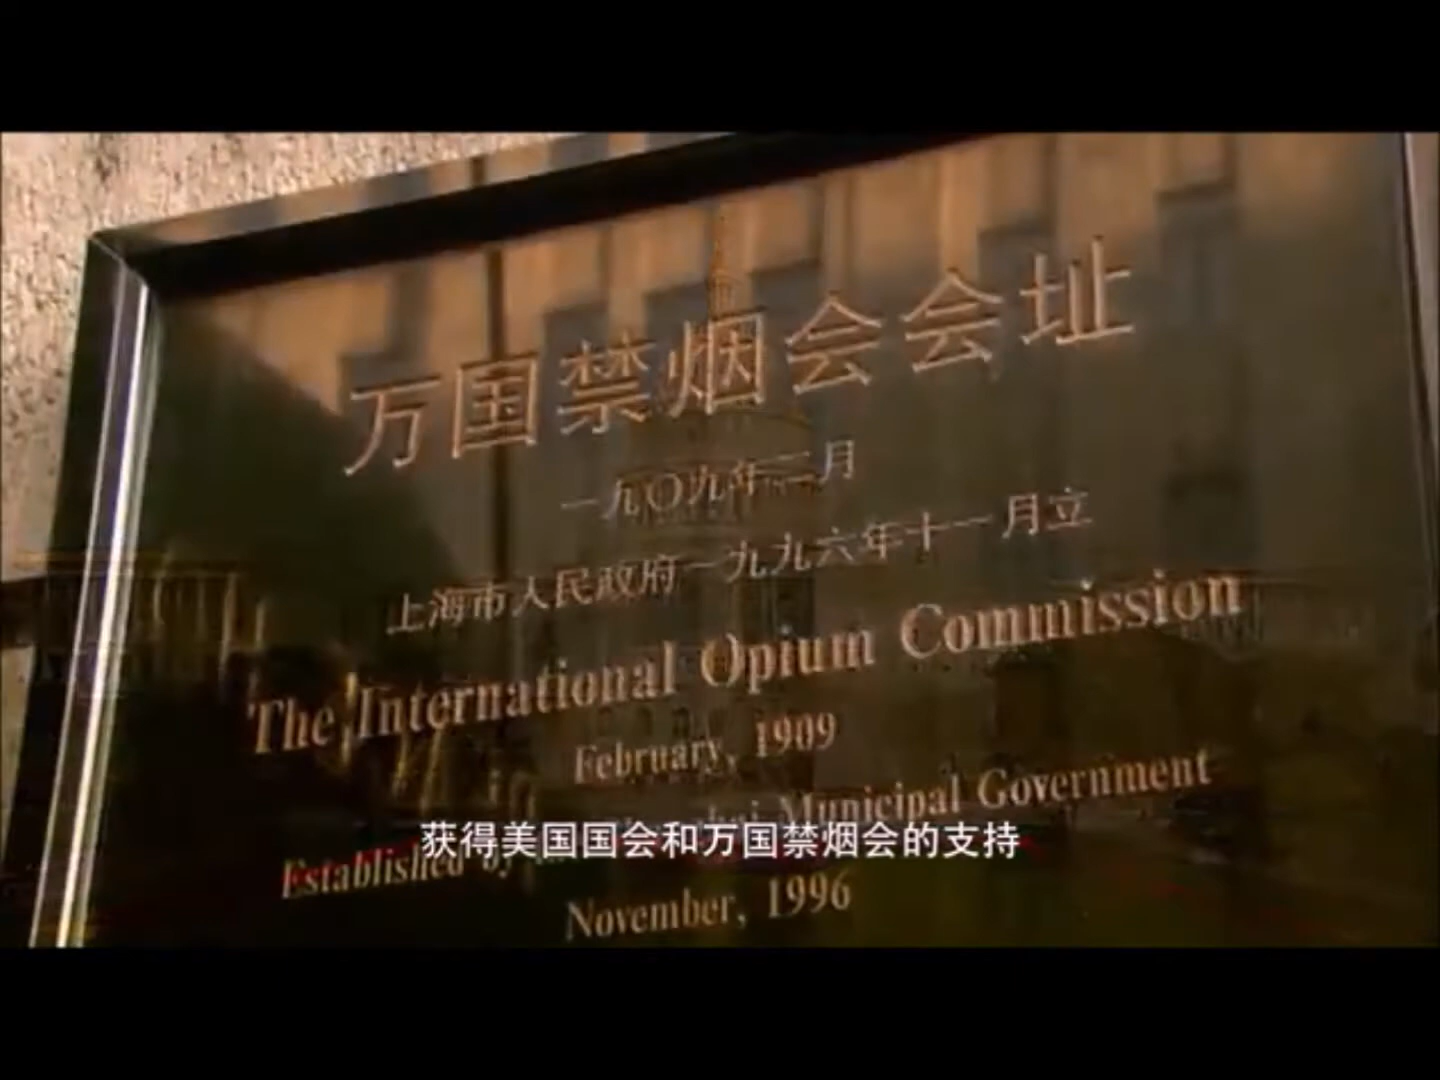 万国禁烟会会址
一九〇九年二月
上海市人民政府一九九六年十一月立
The International Opium Commission
February, 1909
Established by Municipal Government
获得美国国会和万国禁烟会的支持
November, 1996